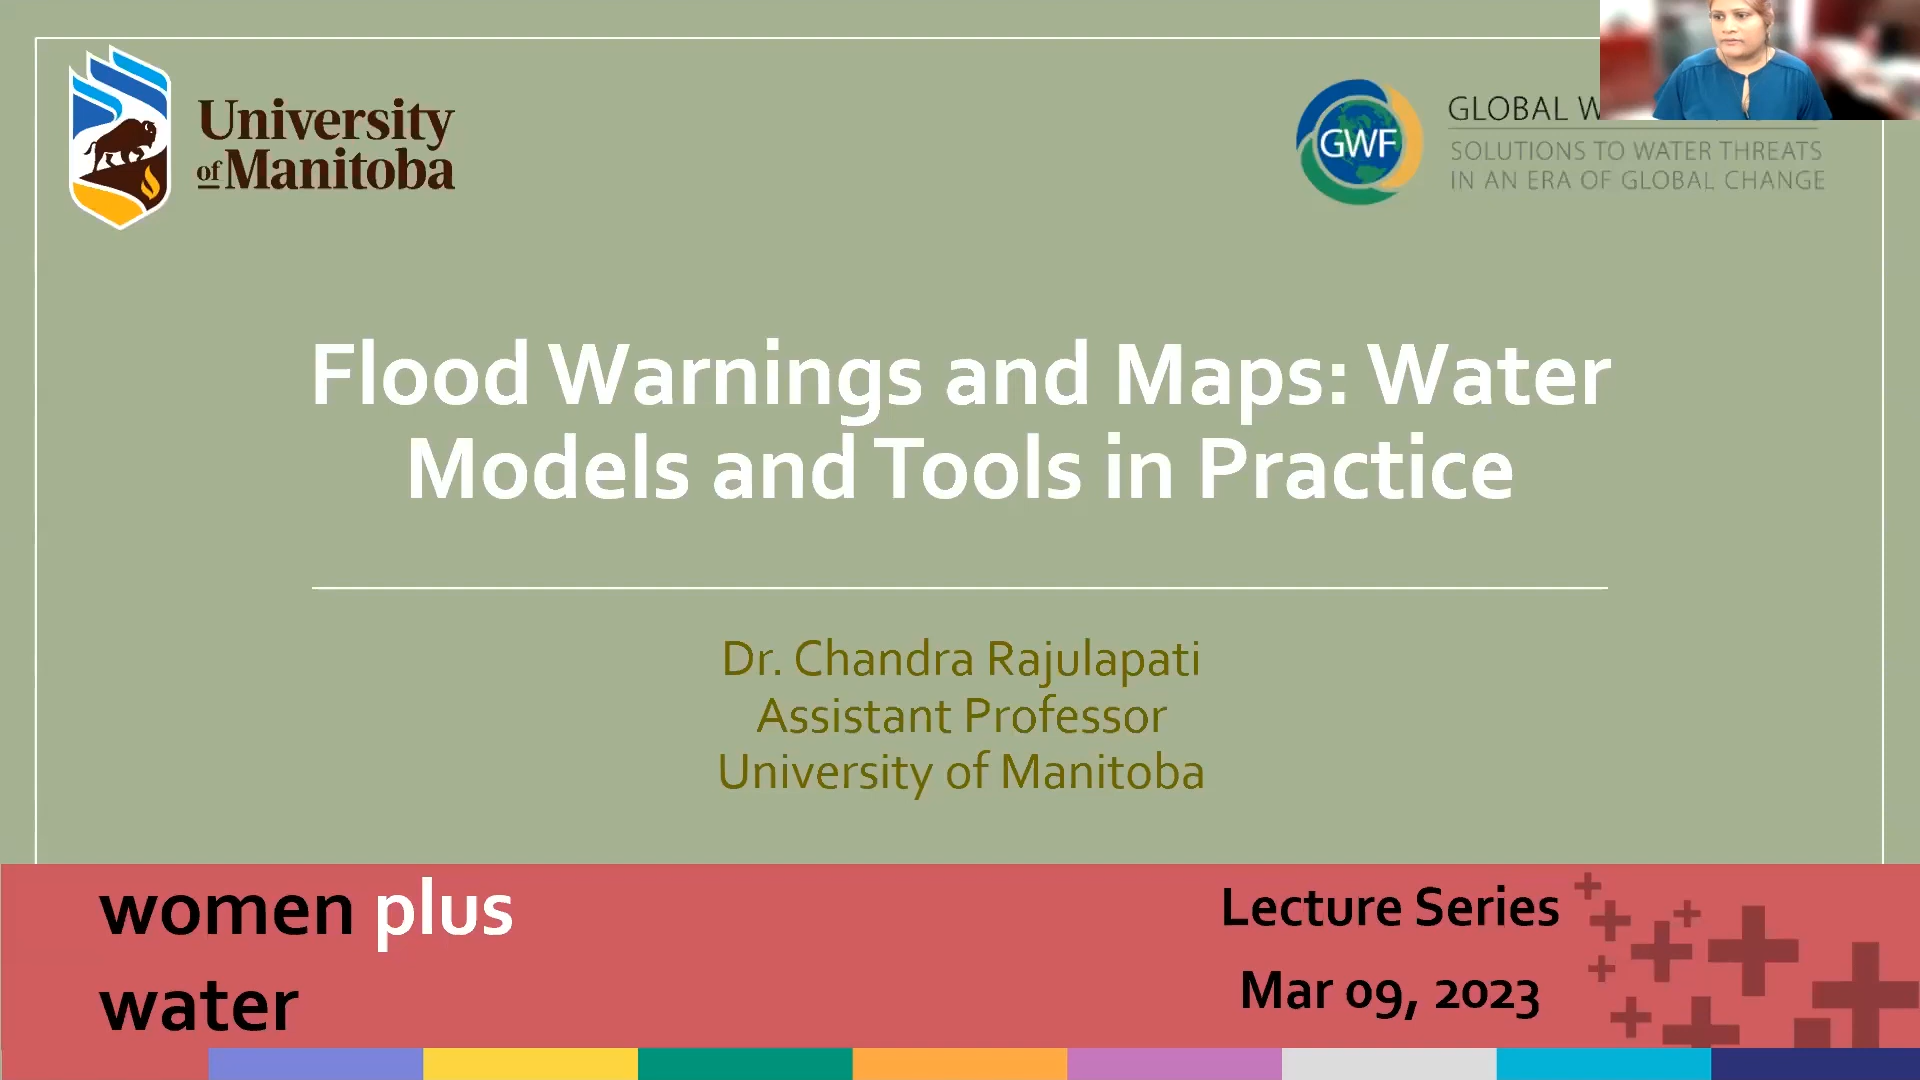 University
of Manitoba
GWF
GLOBAL
SOLUTIONS TO WATER THREATS
IN AN ERA OF GLOBAL CHANGE
Flood Warnings and Maps: Water
Models and Tools in Practice
Dr. Chandra Rajulapati
Assistant Professor
University of Manitoba
women plus
water
Lecture Series
Mar 09, 2023